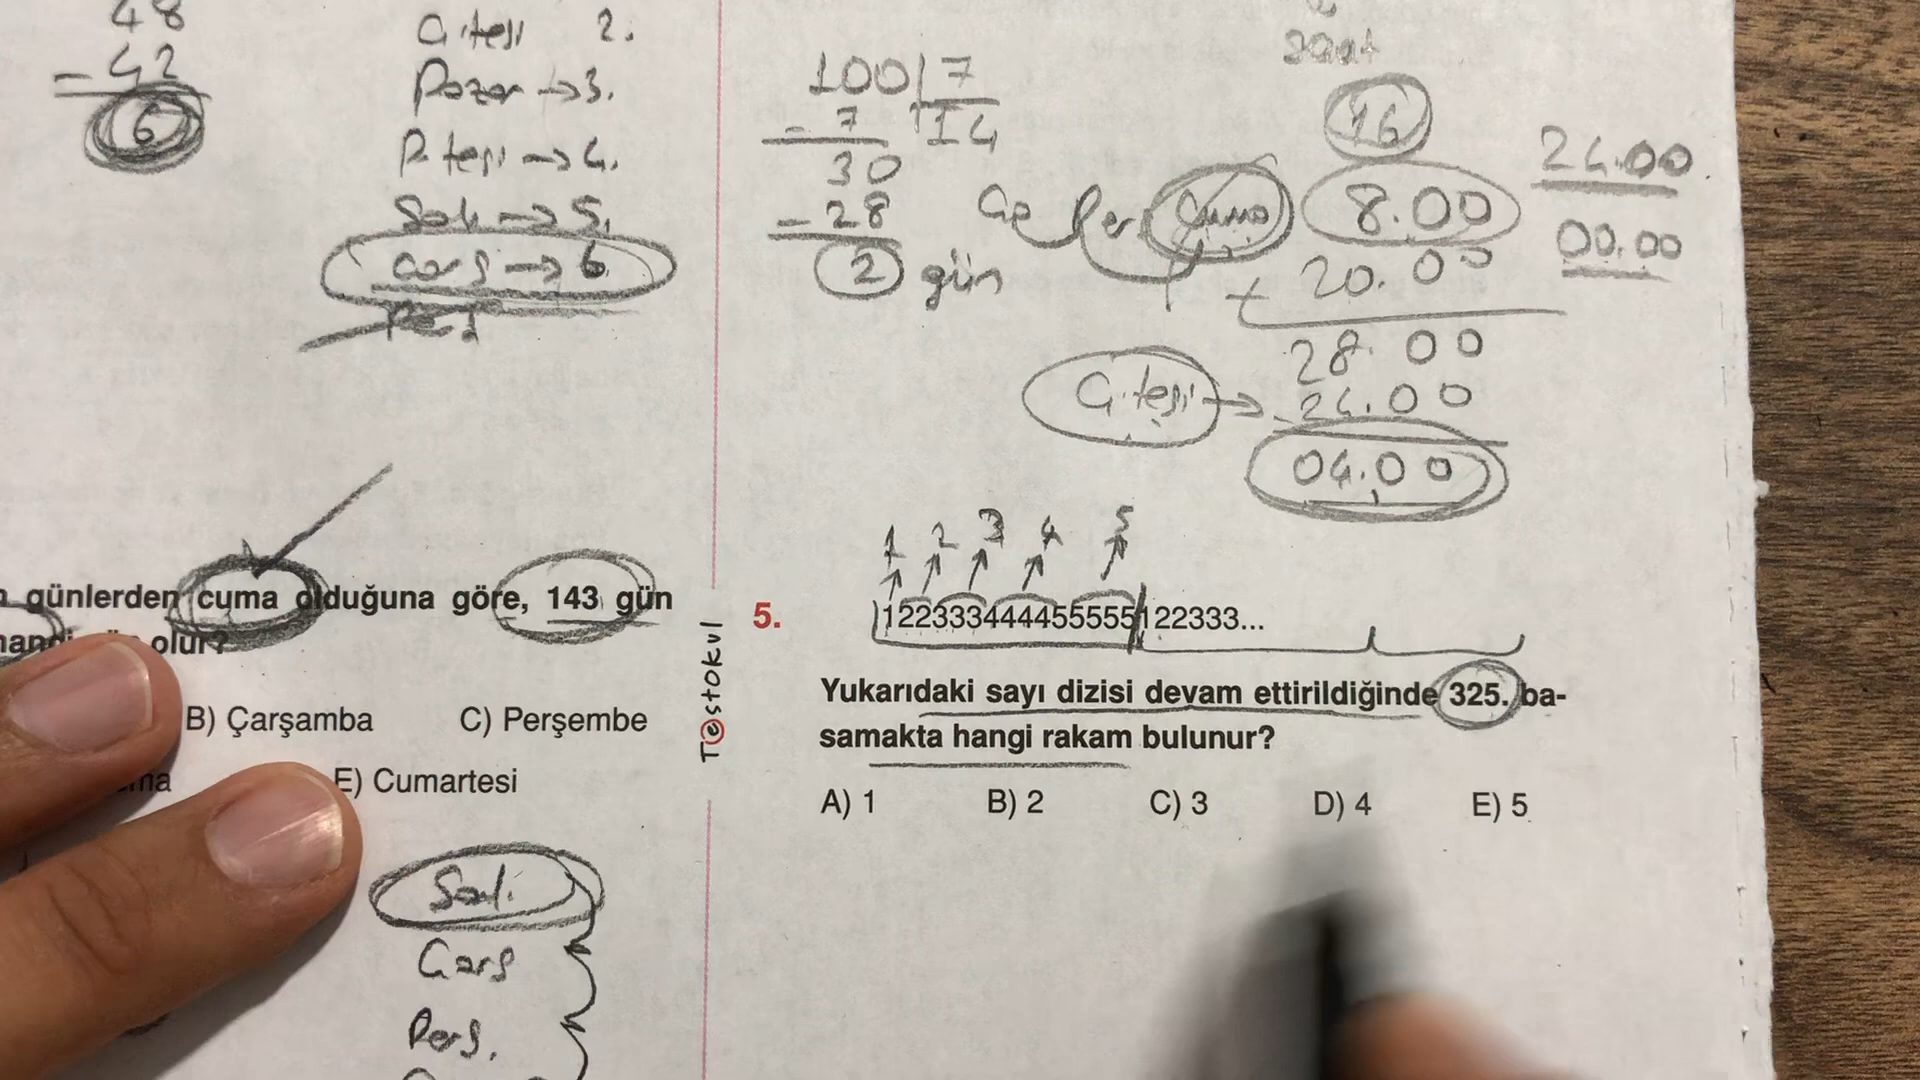 48
- 42
6
C.tesi 2.
Pazar → 3.
P.tesi → 4.
Salı → 5.
Çarş → 6
günlerden cuma olduğuna göre, 143 gün
olur?
B) Çarşamba C) Perşembe
E) Cumartesi
Salı
Çarş
Perş.
Testokul
100 | 7
- 7 14
30
- 28
2 gün
Per Cuma
saat
16
8.00
+ 20.00
28.00
C.tesi → - 24.00
04.00
24.00
00.00
1 2 3 4 5
5. 122333444455555122333...
Yukarıdaki sayı dizisi devam ettirildiğinde 325. ba-
samakta hangi rakam bulunur?
A) 1 B) 2 C) 3 D) 4 E) 5